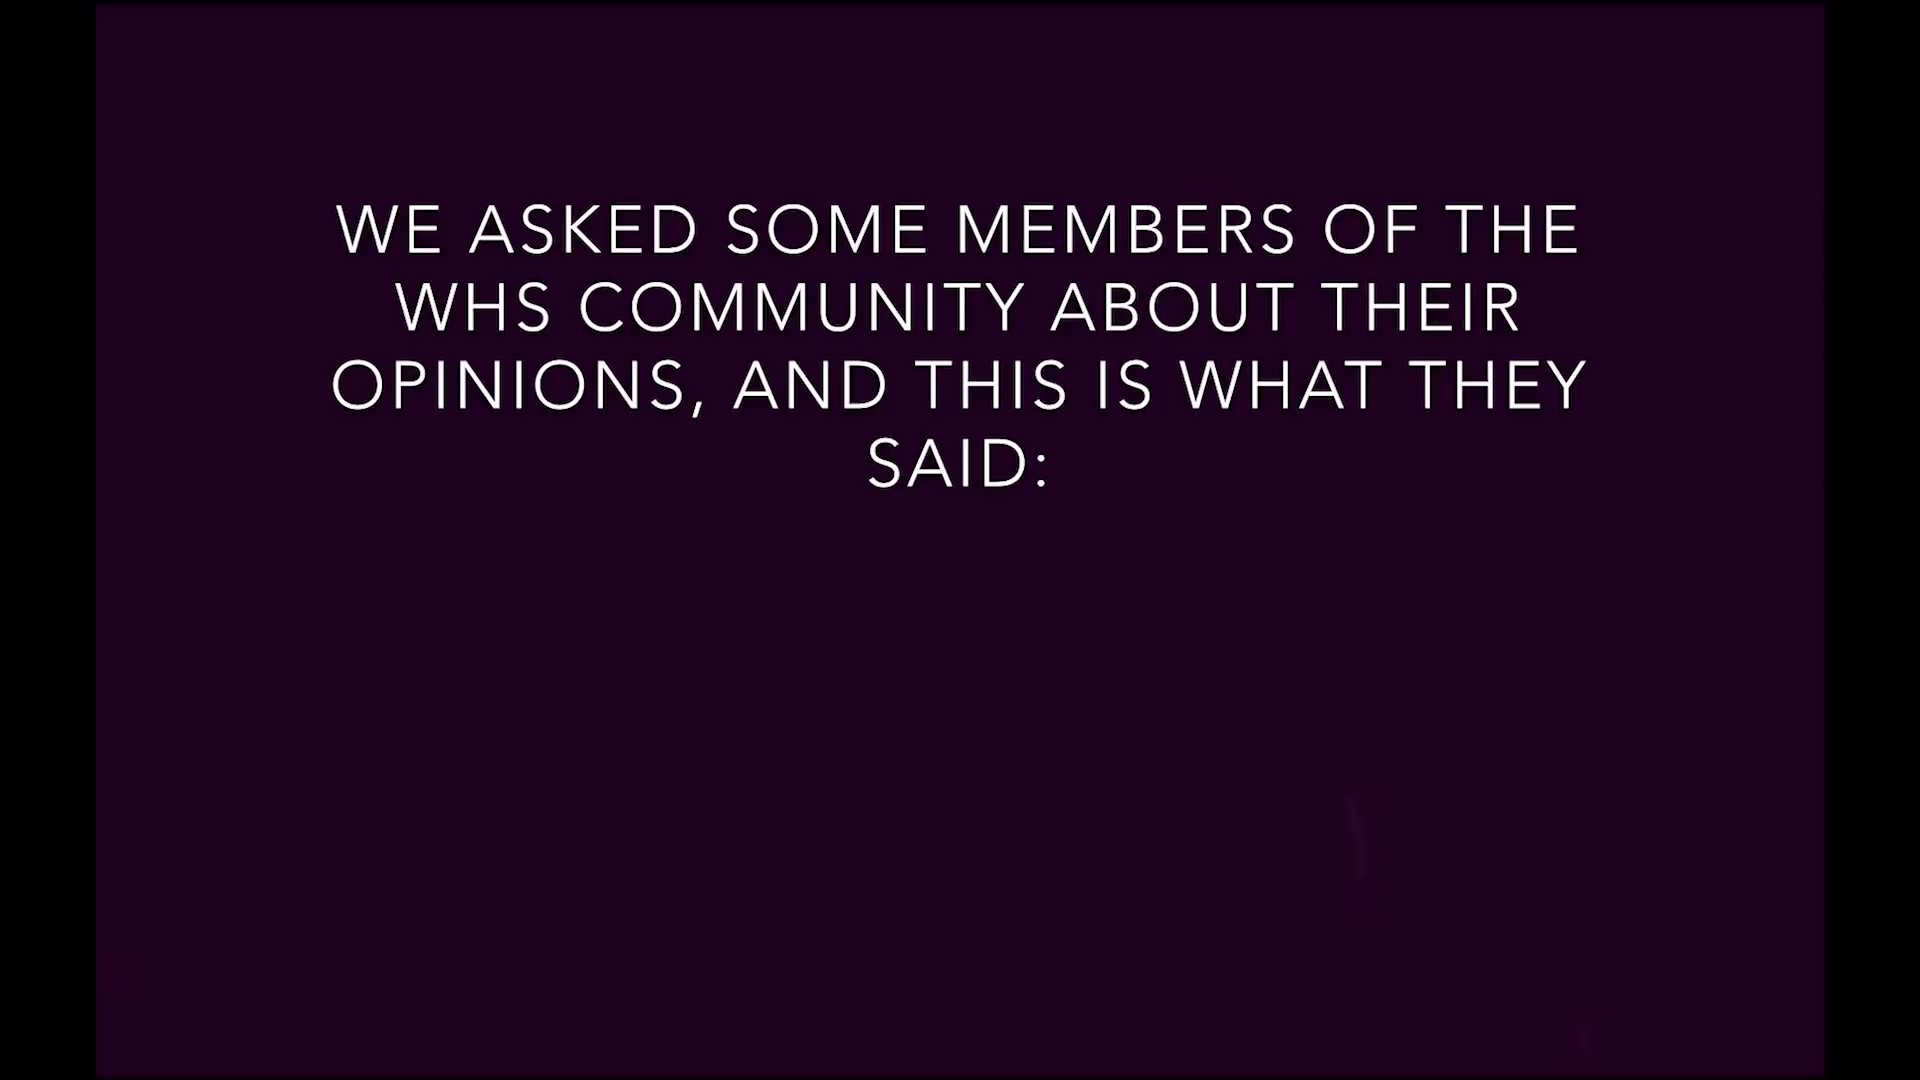 WE ASKED SOME MEMBERS OF THE
WHS COMMUNITY ABOUT THEIR
OPINIONS, AND THIS IS WHAT THEY
SAID: